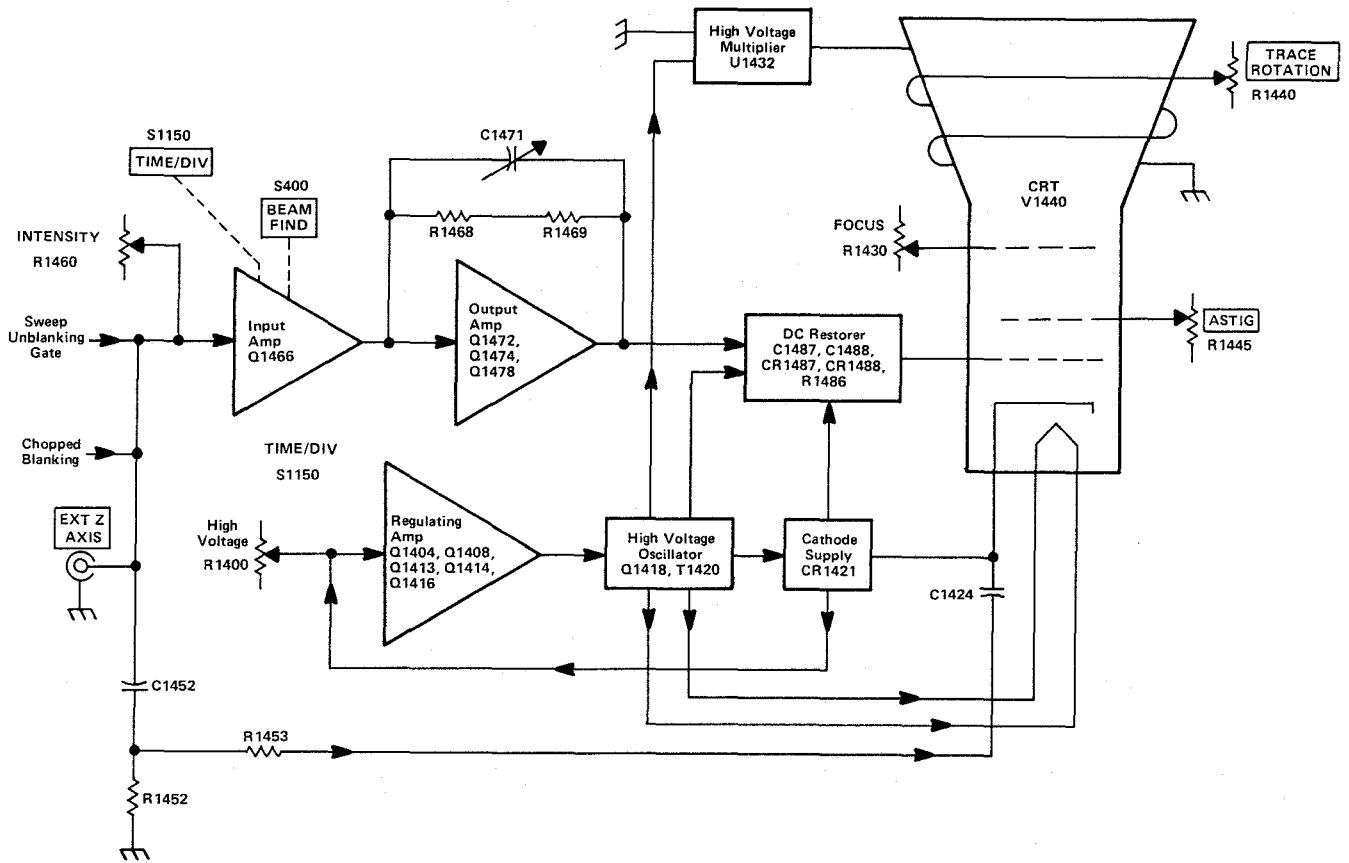 High Voltage
Multiplier
U1432
TRACE
ROTATION
R1440
S1150
TIME/DIV
C1471
S400
BEAM
FIND
CRT
V1440
R1468
R1469
INTENSITY
R1460
FOCUS
R1430
Sweep
Unblanking
Gate
Input
Amp
Q1466
Output
Amp
Q1472,
Q1474,
Q1478
DC Restorer
C1487, C1488,
CR1487, CR1488,
R1486
ASTIG
R1445
Chopped
Blanking
TIME/DIV
S1150
EXT Z
AXIS
High
Voltage
R1400
Regulating
Amp
Q1404, Q1408,
Q1413, Q1414,
Q1416
High Voltage
Oscillator
Q1418, T1420
Cathode
Supply
CR1421
C1424
C1452
R1453
R1452